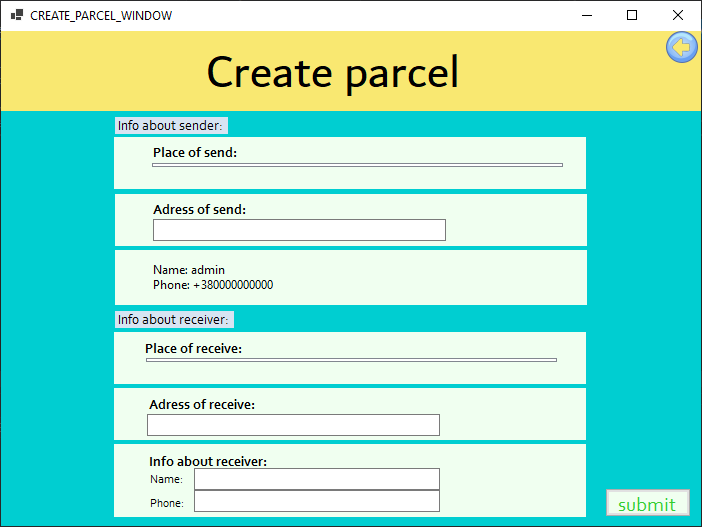 CREATE_PARCEL_WINDOW
Create parcel
Info about sender:
Place of send:
Adress of send:
Name: admin
Phone: +380000000000
Info about receiver:
Place of receive:
Adress of receive:
Info about receiver:
Name:
Phone:
submit